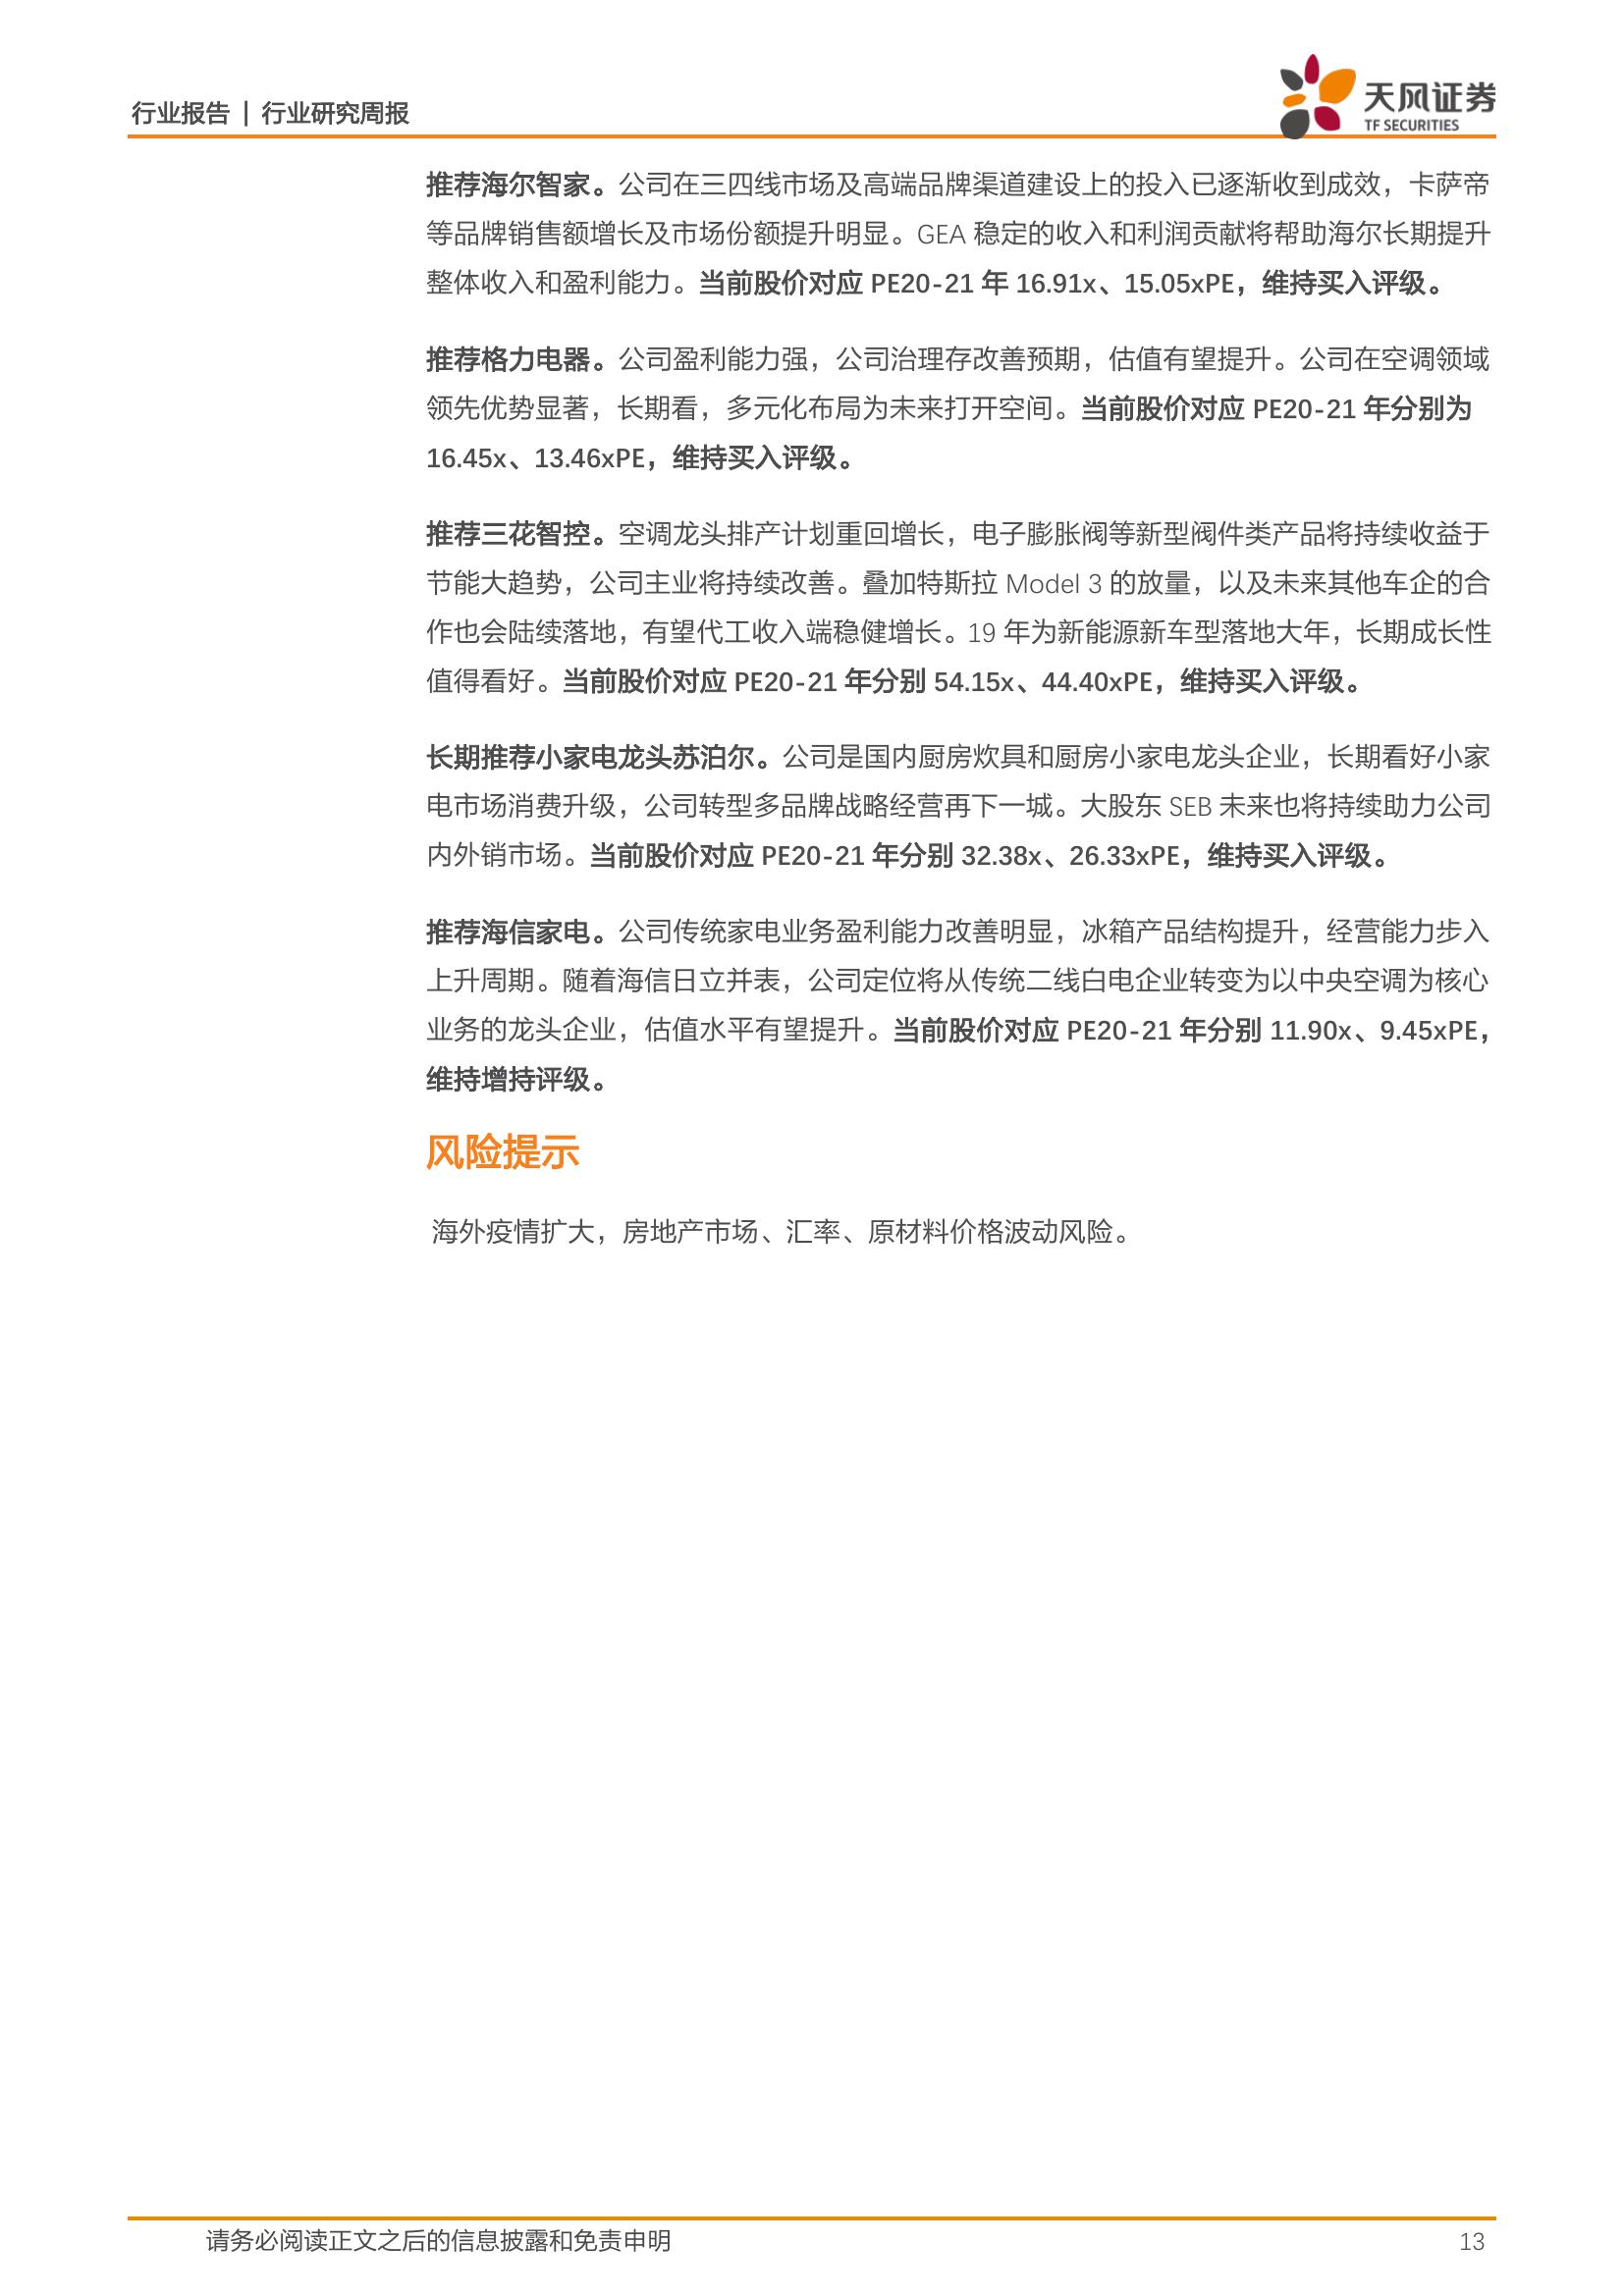 行业报告 | 行业研究周报
天风证券
TF SECURITIES
推荐海尔智家。公司在三四线市场及高端品牌渠道建设上的投入已逐渐收到成效，卡萨帝
等品牌销售额增长及市场份额提升明显。GEA 稳定的收入和利润贡献将帮助海尔长期提升
整体收入和盈利能力。当前股价对应 PE20-21 年 16.91x、15.05xPE，维持买入评级。
推荐格力电器。公司盈利能力强，公司治理存改善预期，估值有望提升。公司在空调领域
领先优势显著，长期看，多元化布局为未来打开空间。当前股价对应 PE20-21 年分别为
16.45x、13.46xPE，维持买入评级。
推荐三花智控。空调龙头排产计划重回增长，电子膨胀阀等新型阀件类产品将持续收益于
节能大趋势，公司主业将持续改善。叠加特斯拉 Model 3 的放量，以及未来其他车企的合
作也会陆续落地，有望代工收入端稳健增长。19 年为新能源新车型落地大年，长期成长性
值得看好。当前股价对应 PE20-21 年分别 54.15x、44.40xPE，维持买入评级。
长期推荐小家电龙头苏泊尔。公司是国内厨房炊具和厨房小家电龙头企业，长期看好小家
电市场消费升级，公司转型多品牌战略经营再下一城。大股东 SEB 未来也将持续助力公司
内外销市场。当前股价对应 PE20-21 年分别 32.38x、26.33xPE，维持买入评级。
推荐海信家电。公司传统家电业务盈利能力改善明显，冰箱产品结构提升，经营能力步入
上升周期。随着海信日立并表，公司定位将从传统二线白电企业转变为以中央空调为核心
业务的龙头企业，估值水平有望提升。当前股价对应 PE20-21 年分别 11.90x、9.45xPE，
维持增持评级。
风险提示
海外疫情扩大，房地产市场、汇率、原材料价格波动风险。
请务必阅读正文之后的信息披露和免责申明
13